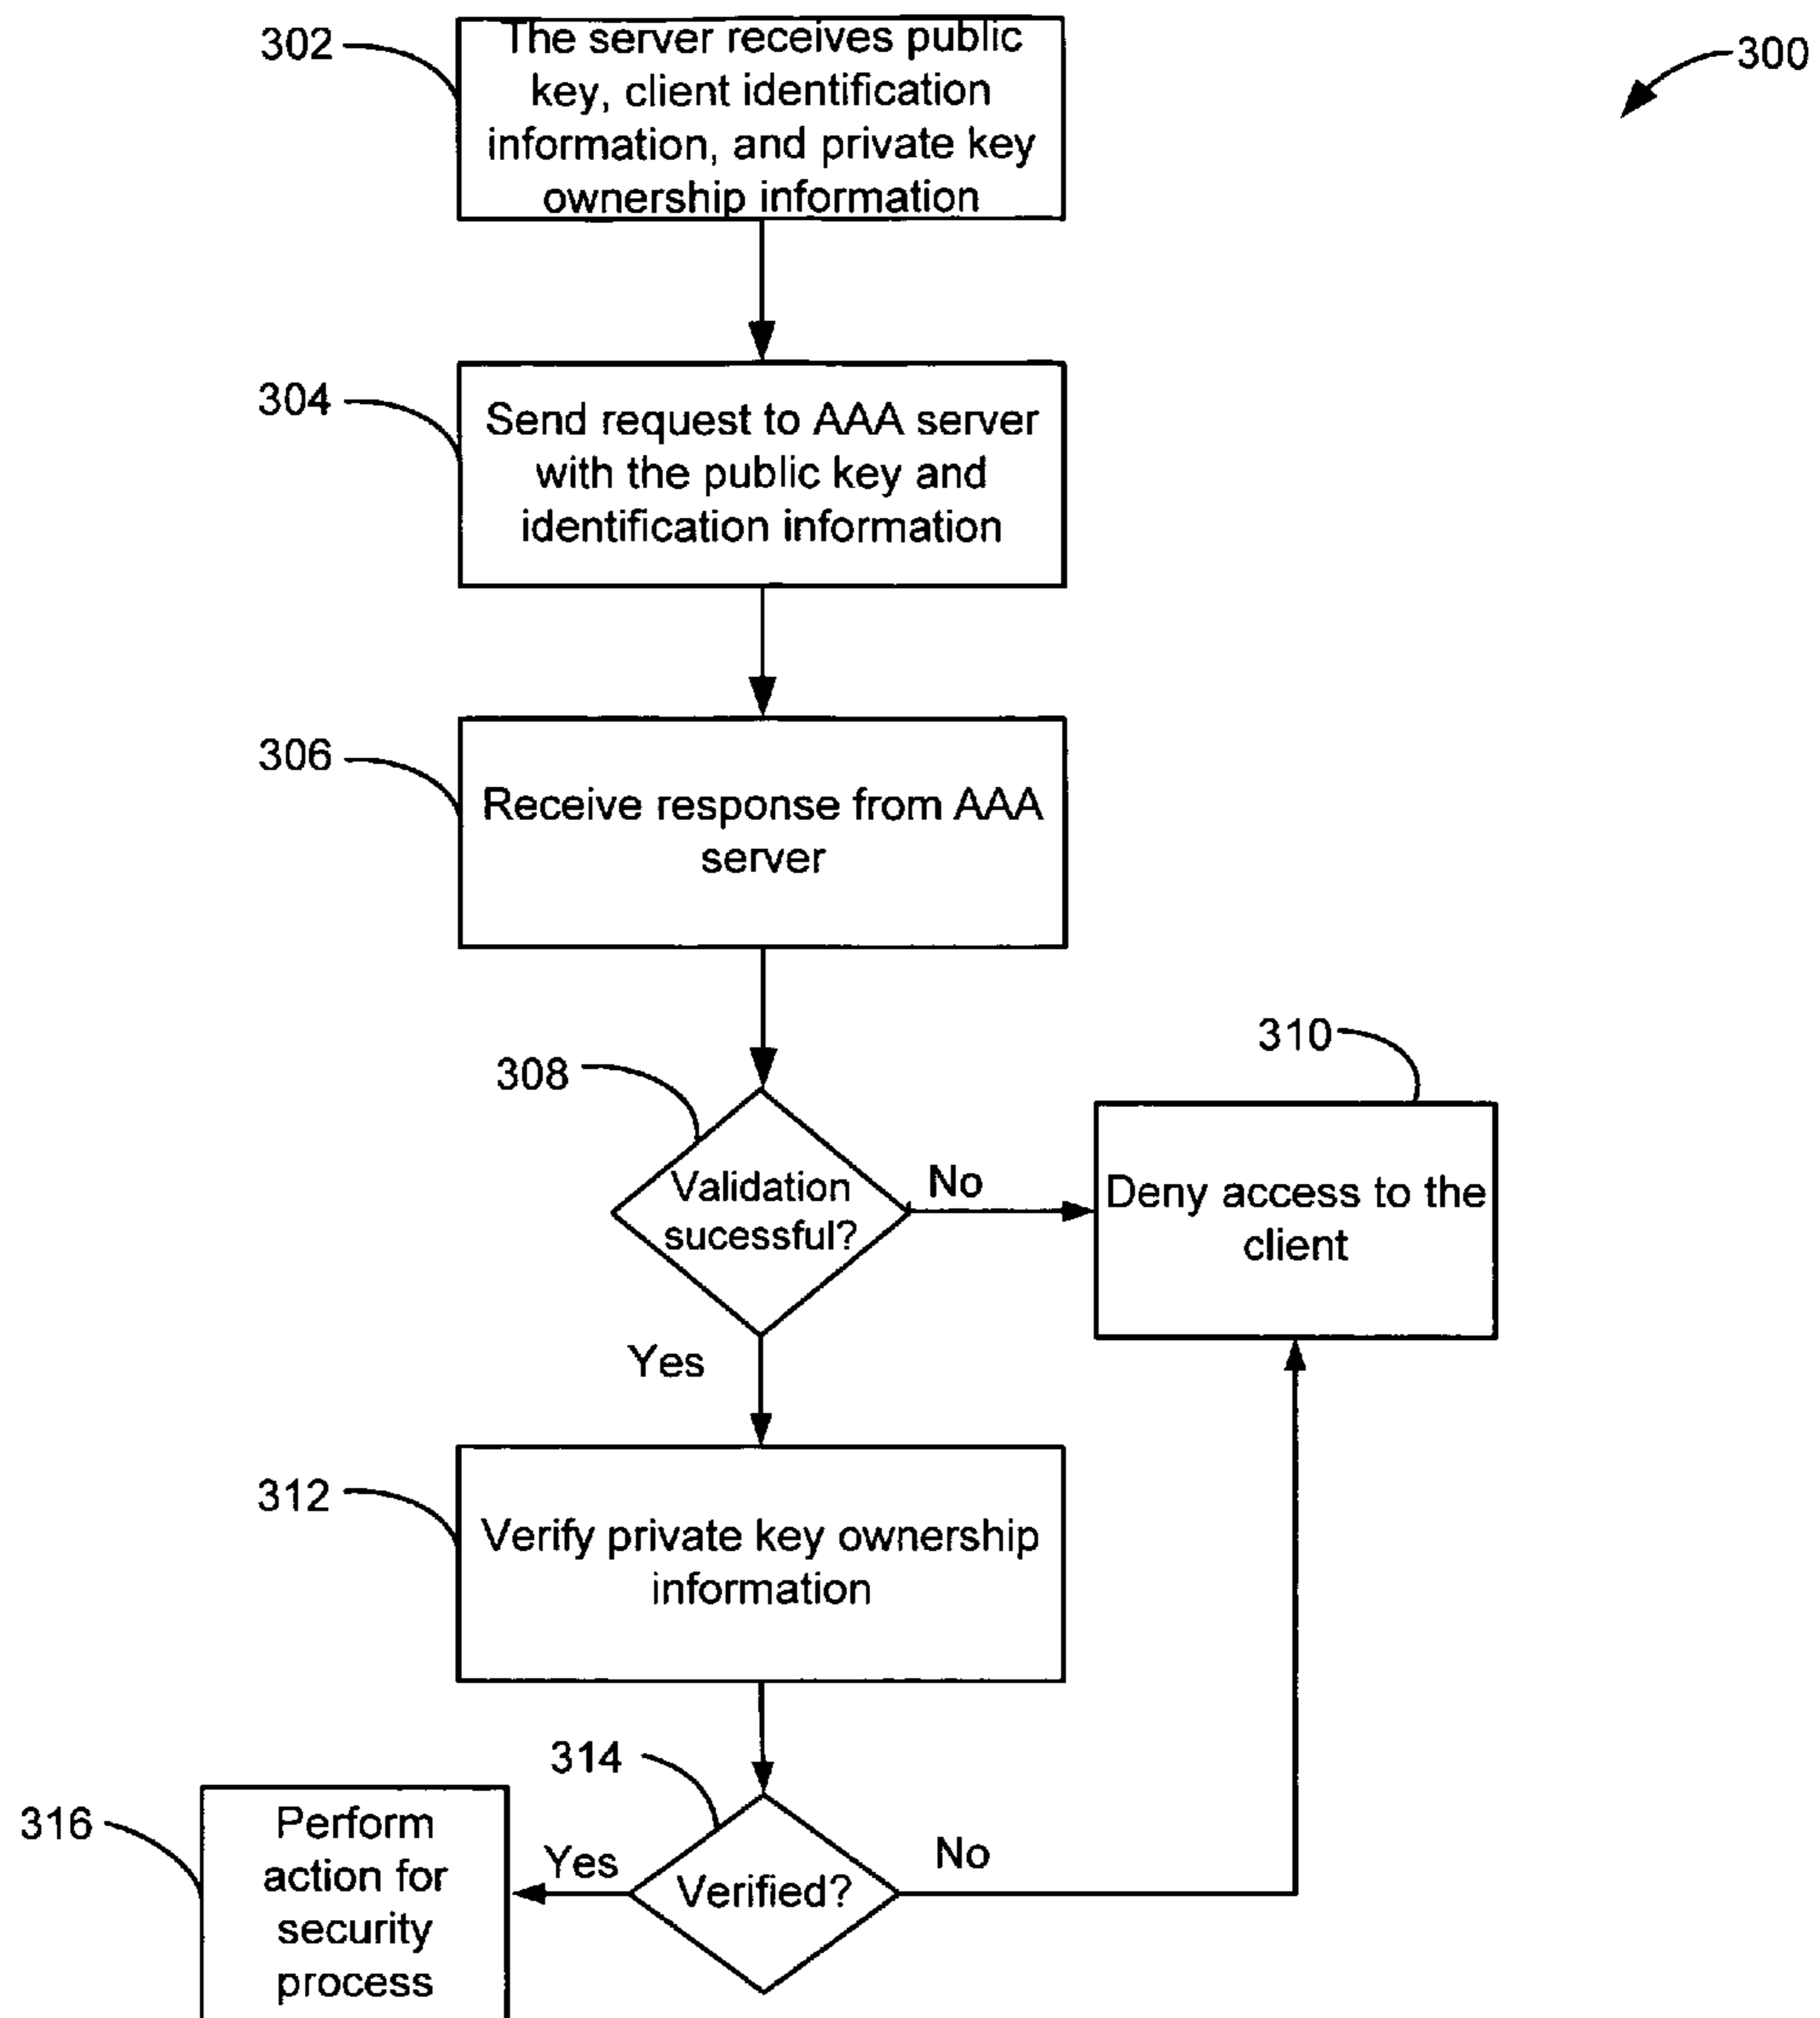 302
The server receives public
key, client identification
information, and private key
ownership information
300
304
Send request to AAA server
with the public key and
identification information
306
Receive response from AAA
server
308
Validation
sucessful?
No
310
Deny access to the
client
Yes
312
Verify private key ownership
information
314
Verified?
Yes
No
316
Perform
action for
security
process